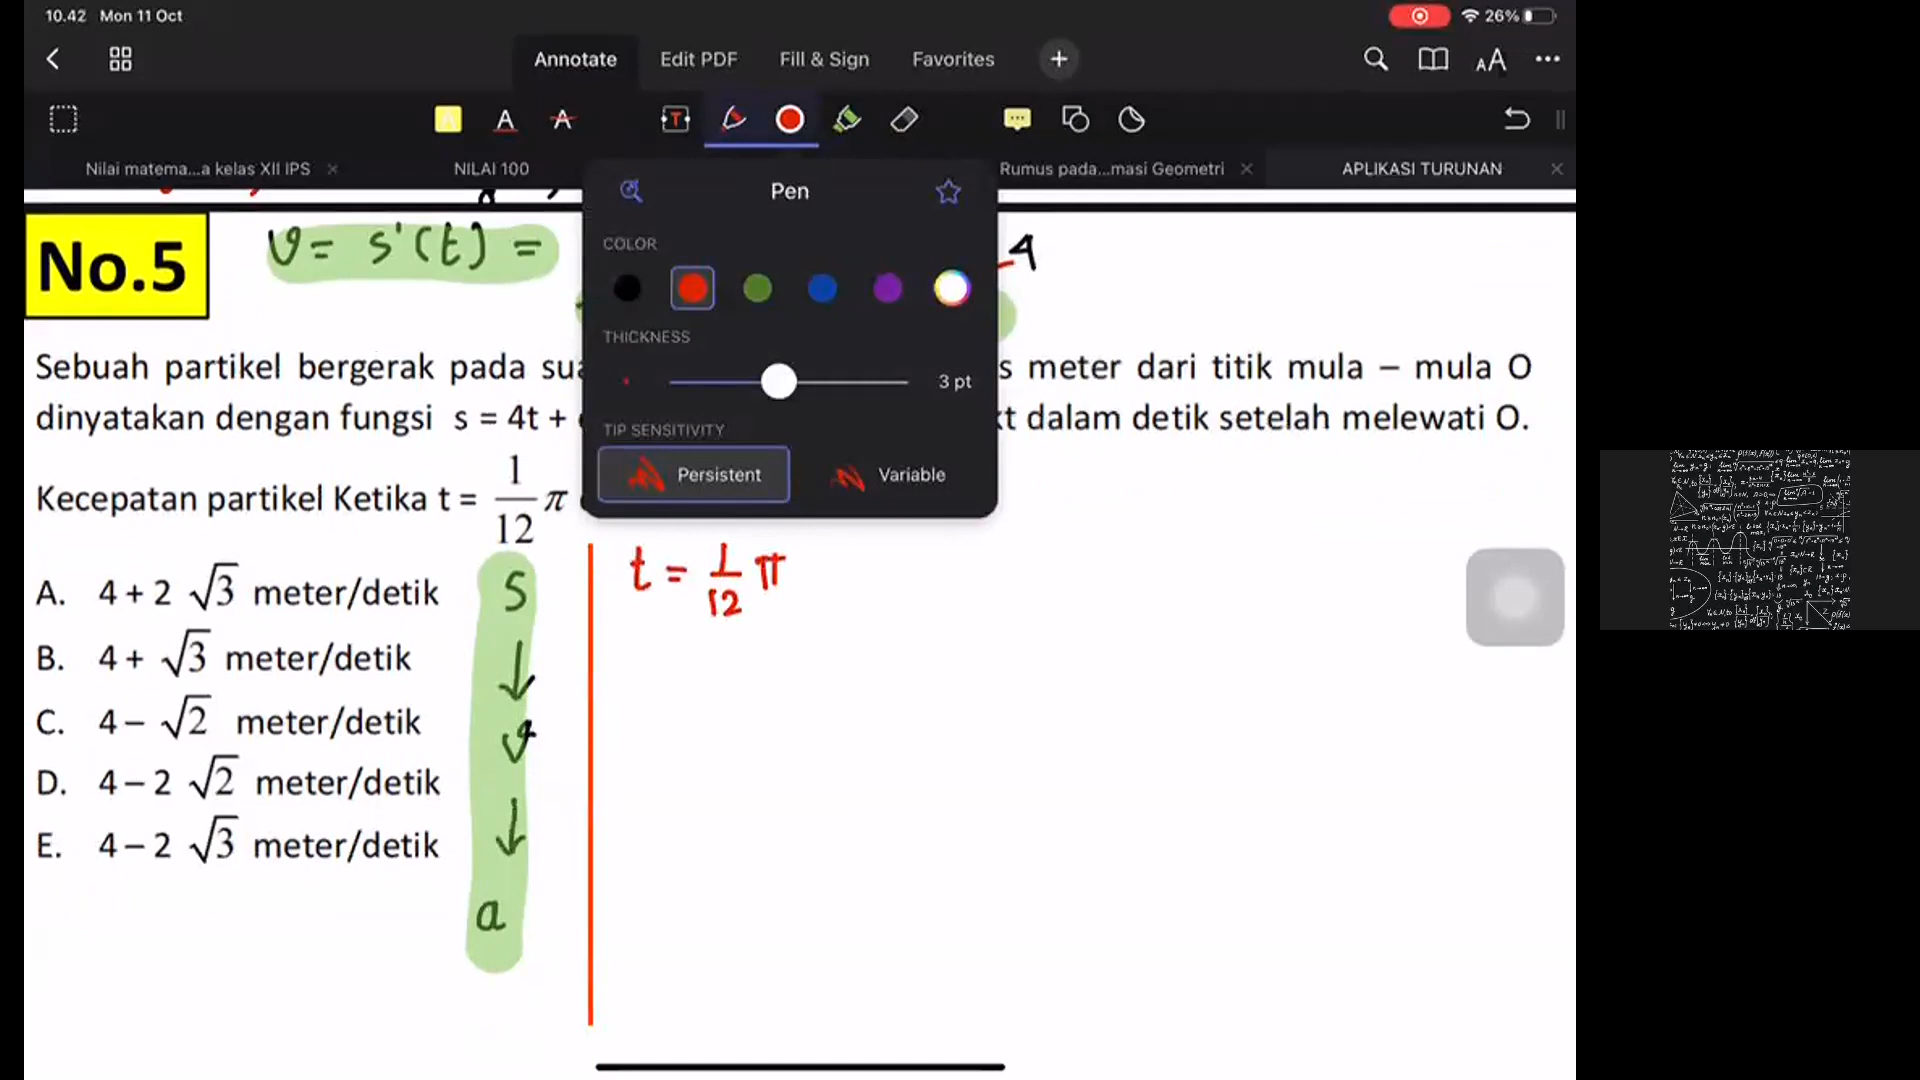 10.42 Mon 11 Oct
26%
Annotate Edit PDF Fill & Sign Favorites
Nilai matema...a kelas XII IPS NILAI 100 Rumus pada...masi Geometri APLIKASI TURUNAN
Pen
COLOR
THICKNESS
3 pt
TIP SENSITIVITY
Persistent Variable
No.5
v = s'(t) =
4
Sebuah partikel bergerak pada s meter dari titik mula – mula O
dinyatakan dengan fungsi s = 4t + t dalam detik setelah melewati O.
Kecepatan partikel Ketika t = 1/12 π
t = 1/12 π
A. 4 + 2 √3 meter/detik
B. 4 + √3 meter/detik
C. 4 – √2 meter/detik
D. 4 – 2 √2 meter/detik
E. 4 – 2 √3 meter/detik
S
↓
v
↓
a